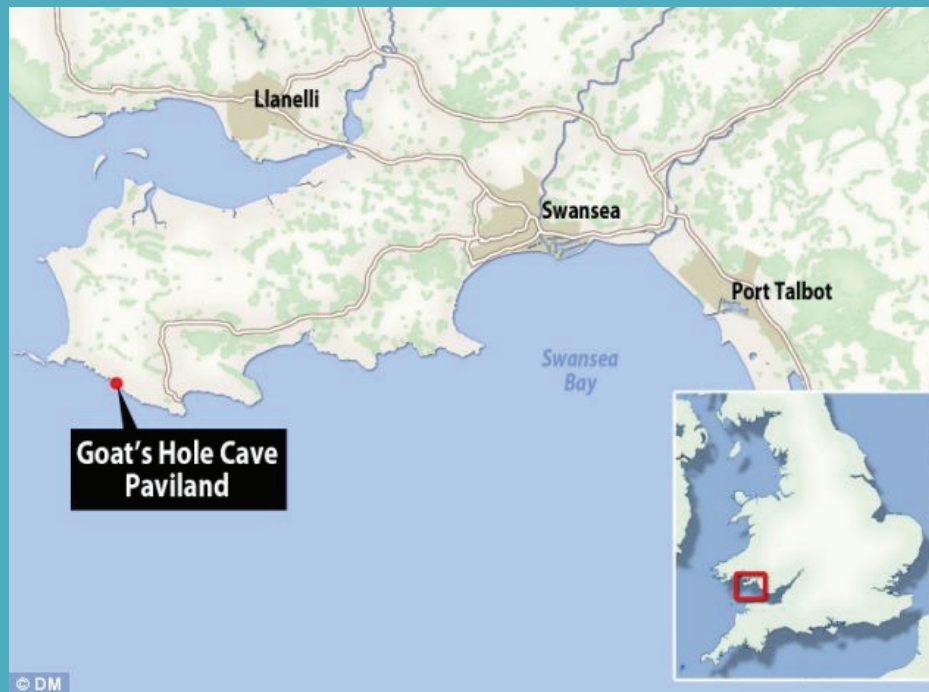 Llanelli
Swansea
Port Talbot
Swansea
Bay
Goat's Hole Cave
Paviland
© DM